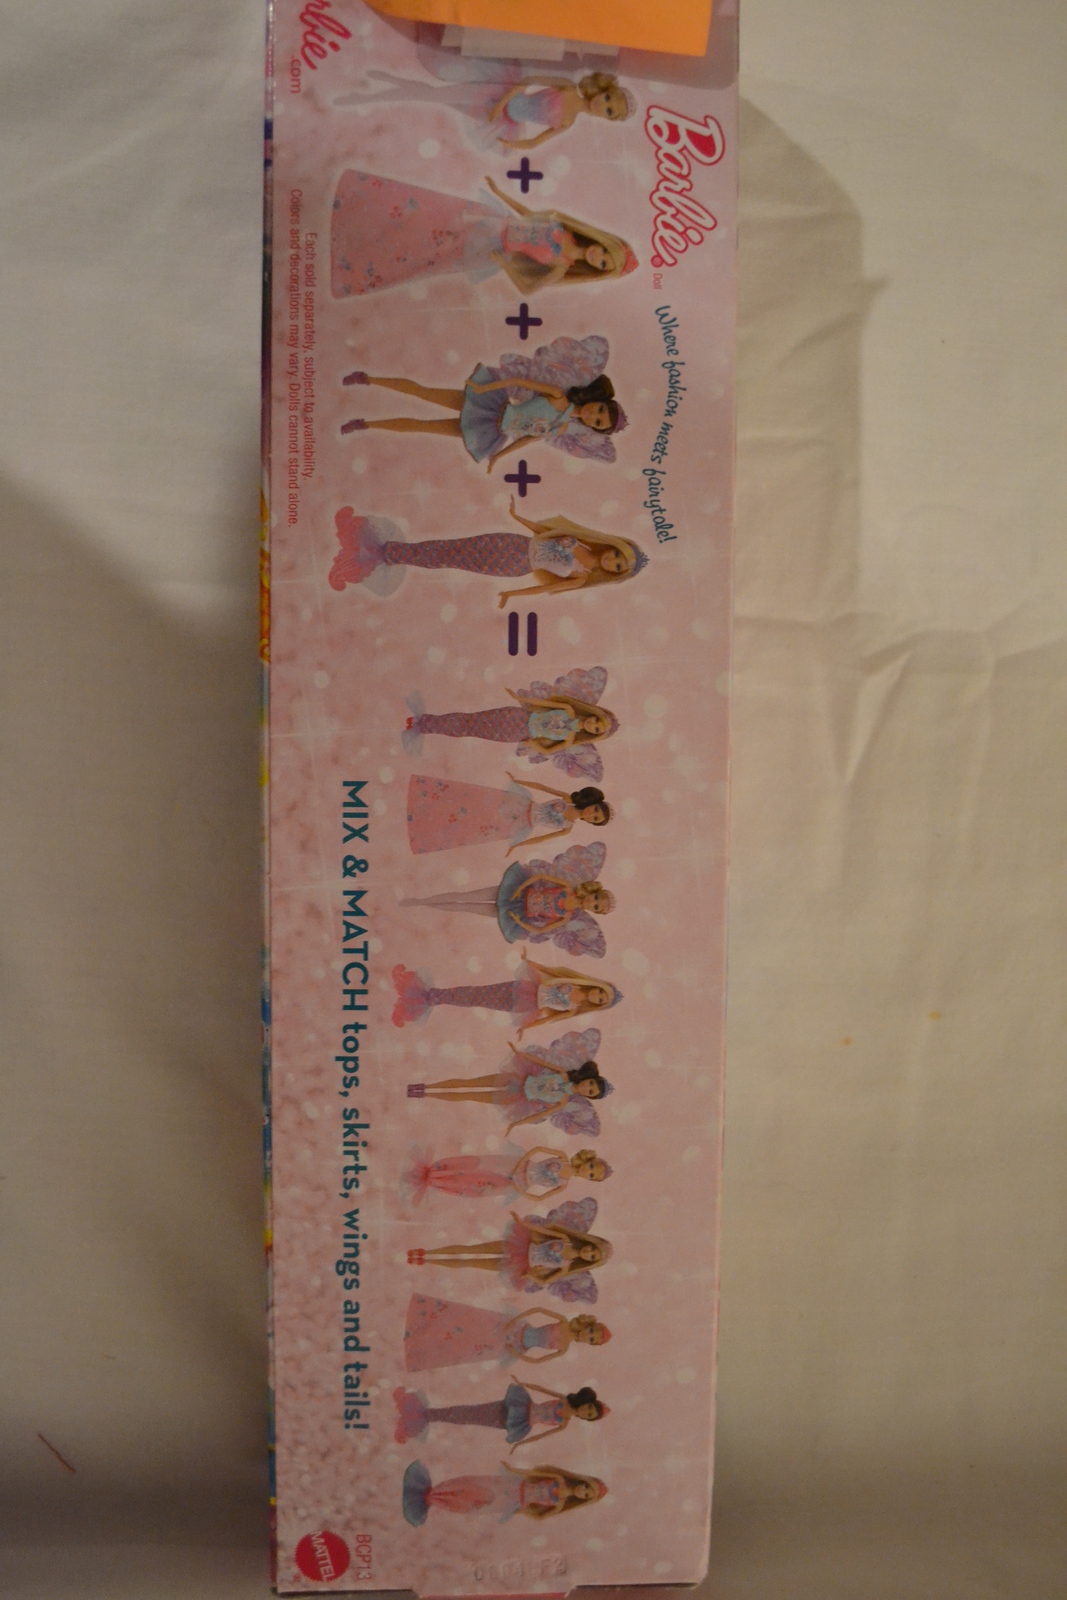 Barbie.
Doll
Where fashion meets fairytale!
+
+
+
=
MIX & MATCH tops, skirts, wings and tails!
.com
Each sold separately, subject to availability.
Colors and decorations may vary. Dolls cannot stand alone.
BCP13
MATTEL